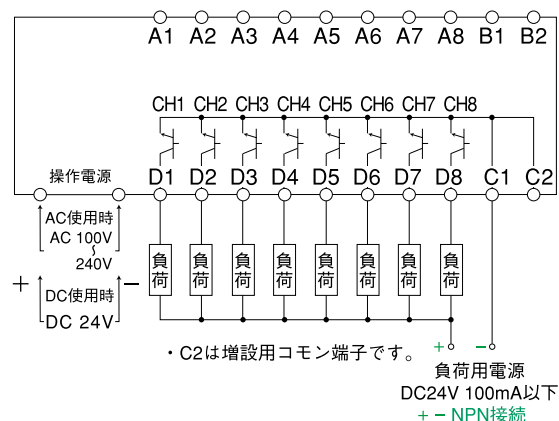 A1 A2 A3 A4 A5 A6 A7 A8 B1 B2
CH1 CH2 CH3 CH4 CH5 CH6 CH7 CH8
操作電源
D1 D2 D3 D4 D5 D6 D7 D8 C1 C2
AC使用時
AC 100V
~
240V
+ DC使用時 −
DC 24V
負荷 負荷 負荷 負荷 負荷 負荷 負荷 負荷
・C2は増設用コモン端子です。
+ −
負荷用電源
DC24V 100mA以下
+ − NPN接続